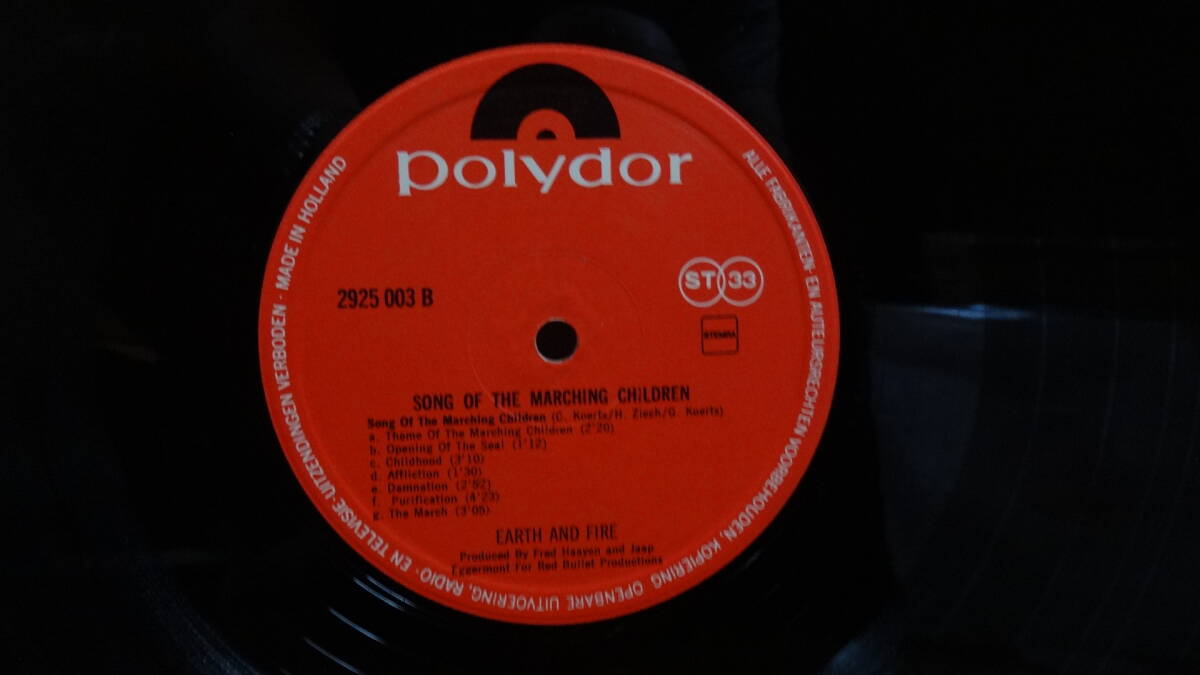 polydor
ST 33
2925 003 B
STEMRA
SONG OF THE MARCHING CHILDREN
Song Of The Marching Children (C. Koerts/H. Ziech/G. Koerts)
a. Theme Of The Marching Children (2'20)
b. Opening Of The Seal (1'12)
c. Childhood (3'10)
d. Affliction (1'30)
e. Damnation (2'52)
f. Purification (4'23)
g. The March (3'05)
EARTH AND FIRE
Produced By Fred Haayen and Jaap
Eggermont For Red Bullet Productions
ALLE FABRIKANTEN- EN AUTEURSRECHTEN VOORBEHOUDEN. KOPIERING, OPENBARE UITVOERING, RADIO- EN TELEVISIE-UITZENDINGEN VERBODEN · MADE IN HOLLAND